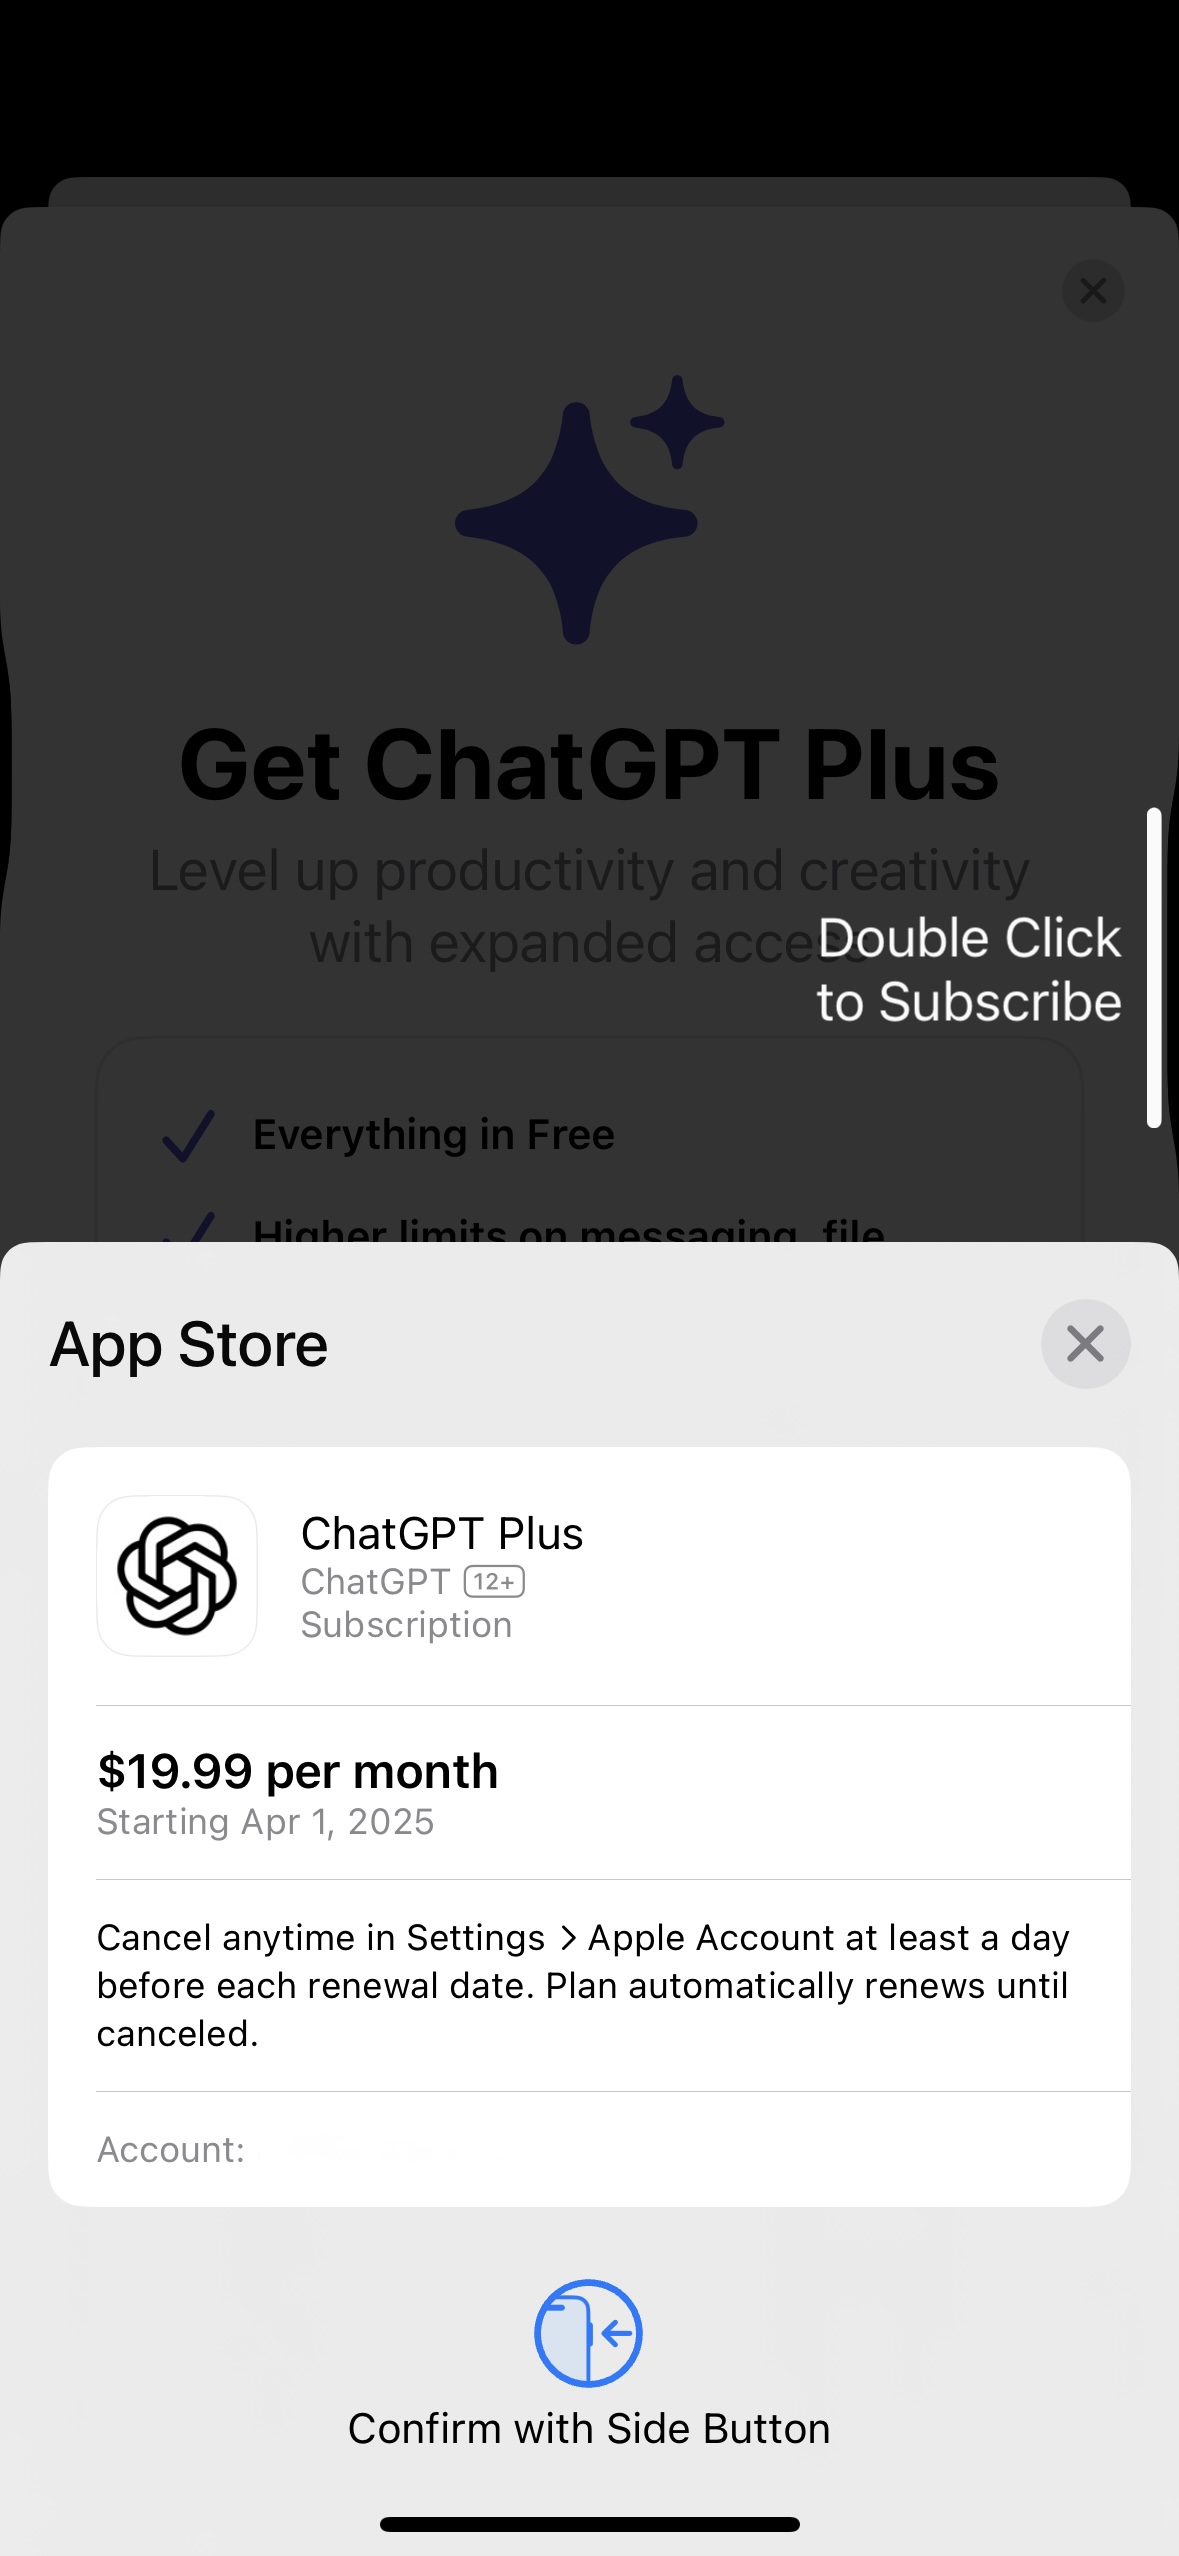 Get ChatGPT Plus
Level up productivity and creativity
with expanded access
Double Click
to Subscribe
Everything in Free
Higher limits on messaging, file
App Store
ChatGPT Plus
ChatGPT 12+
Subscription
$19.99 per month
Starting Apr 1, 2025
Cancel anytime in Settings > Apple Account at least a day
before each renewal date. Plan automatically renews until
canceled.
Account:
Confirm with Side Button